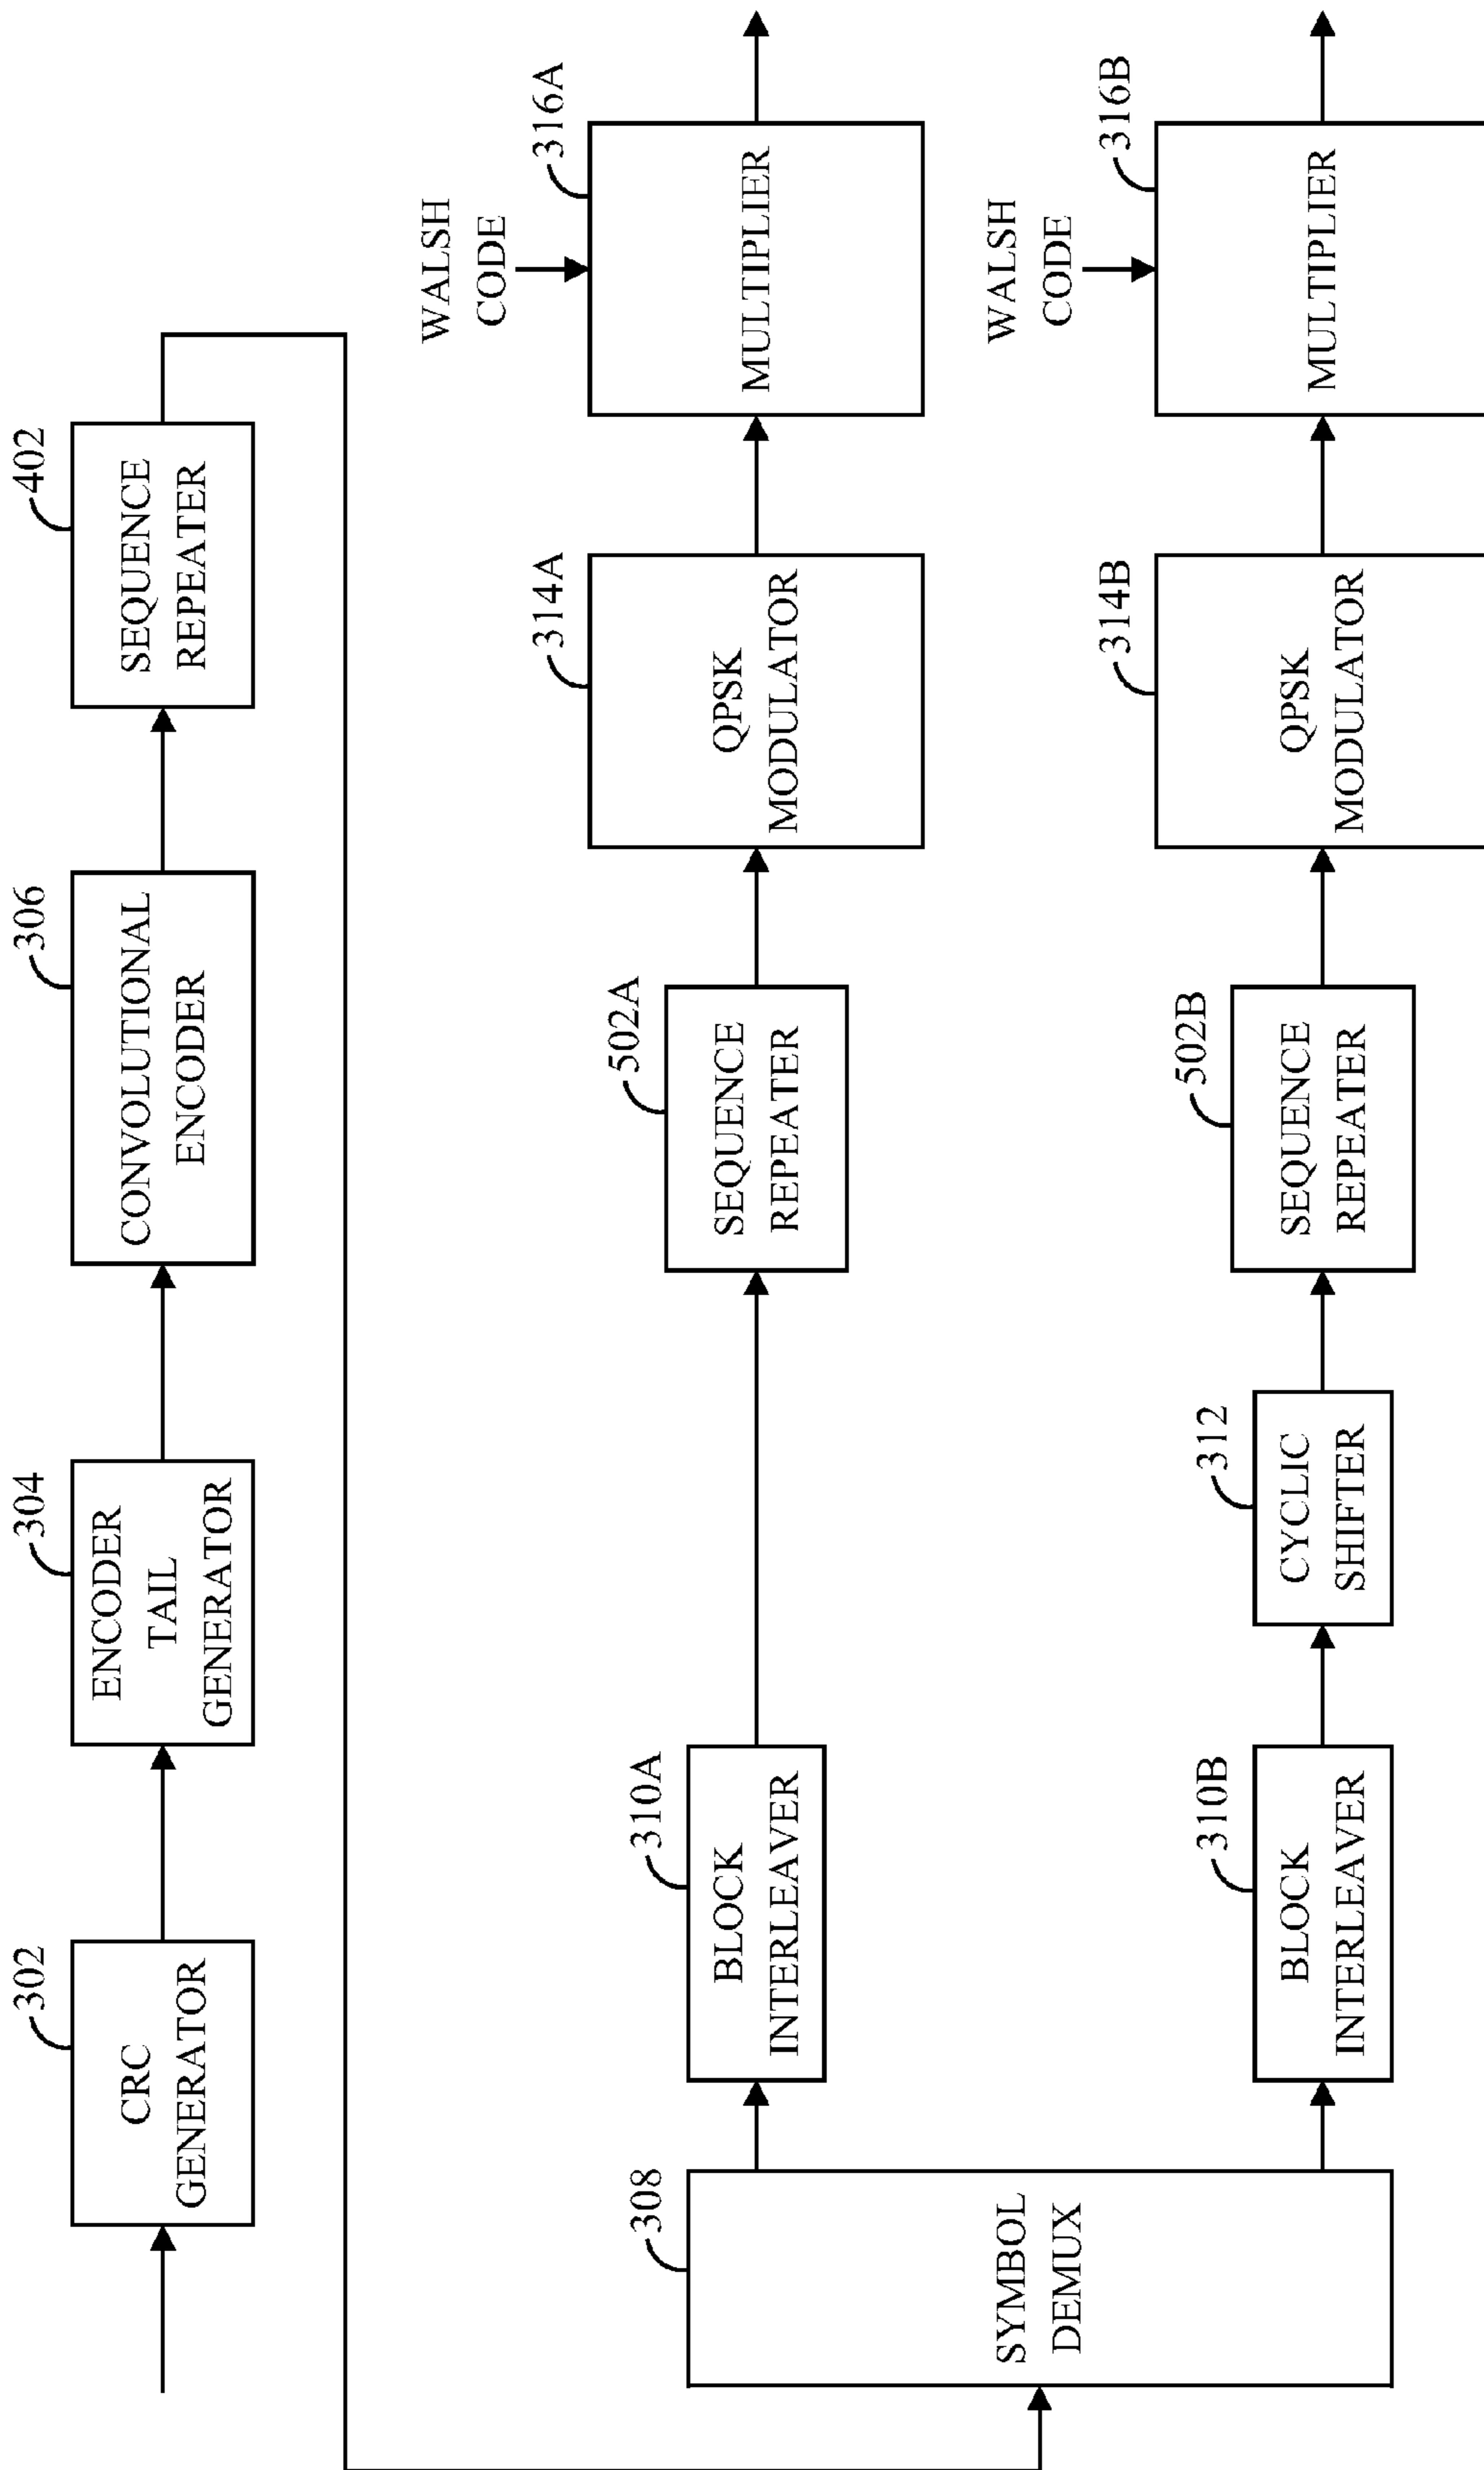 302
CRC
GENERATOR
304
ENCODER
TAIL
GENERATOR
306
CONVOLUTIONAL
ENCODER
402
SEQUENCE
REPEATER
308
SYMBOL
DEMUX
310A
BLOCK
INTERLEAVER
502A
SEQUENCE
REPEATER
314A
QPSK
MODULATOR
WALSH
CODE
316A
MULTIPLIER
310B
BLOCK
INTERLEAVER
312
CYCLIC
SHIFTER
502B
SEQUENCE
REPEATER
314B
QPSK
MODULATOR
WALSH
CODE
316B
MULTIPLIER